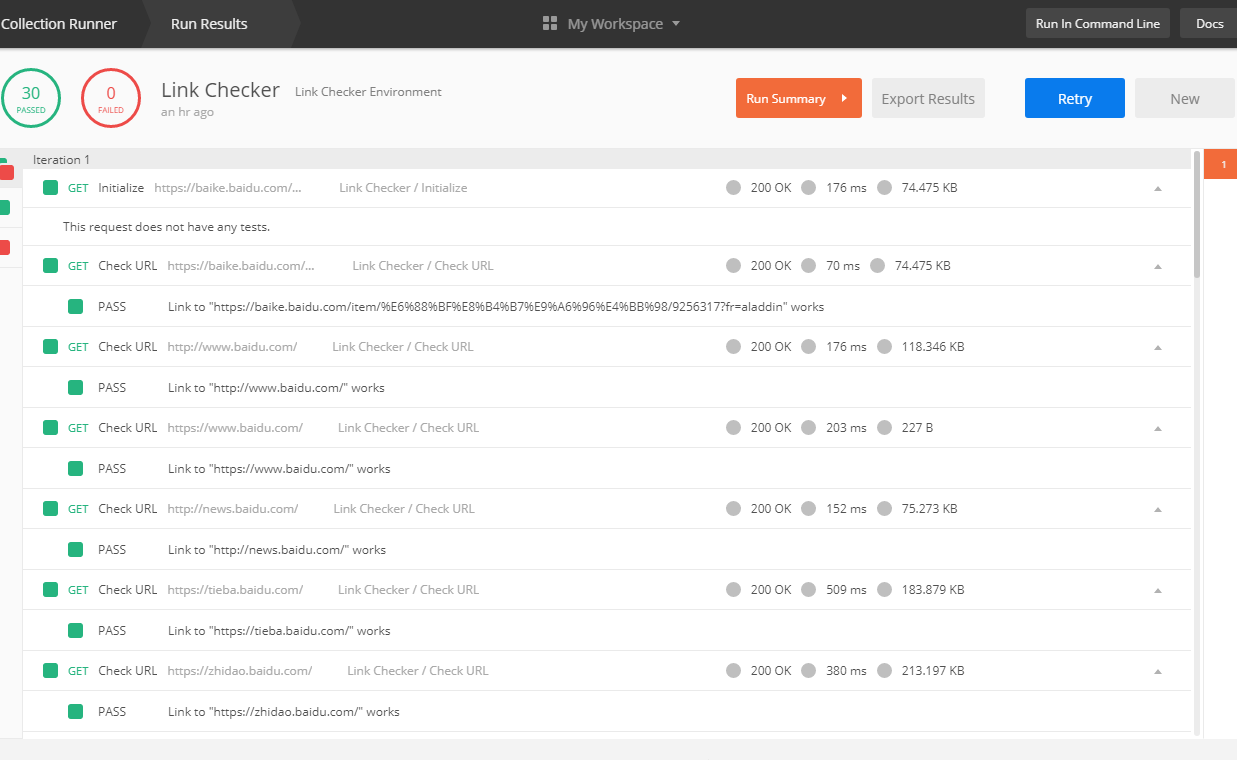 Collection Runner Run Results My Workspace Run In Command Line Docs
30 PASSED 0 FAILED Link Checker Link Checker Environment an hr ago Run Summary Export Results Retry New
Iteration 1 1
GET Initialize https://baike.baidu.com/... Link Checker / Initialize 200 OK 176 ms 74.475 KB
This request does not have any tests.
GET Check URL https://baike.baidu.com/... Link Checker / Check URL 200 OK 70 ms 74.475 KB
PASS Link to "https://baike.baidu.com/item/%E6%88%BF%E8%B4%B7%E9%A6%96%E4%BB%98/9256317?fr=aladdin" works
GET Check URL http://www.baidu.com/ Link Checker / Check URL 200 OK 176 ms 118.346 KB
PASS Link to "http://www.baidu.com/" works
GET Check URL https://www.baidu.com/ Link Checker / Check URL 200 OK 203 ms 227 B
PASS Link to "https://www.baidu.com/" works
GET Check URL http://news.baidu.com/ Link Checker / Check URL 200 OK 152 ms 75.273 KB
PASS Link to "http://news.baidu.com/" works
GET Check URL https://tieba.baidu.com/ Link Checker / Check URL 200 OK 509 ms 183.879 KB
PASS Link to "https://tieba.baidu.com/" works
GET Check URL https://zhidao.baidu.com/ Link Checker / Check URL 200 OK 380 ms 213.197 KB
PASS Link to "https://zhidao.baidu.com/" works